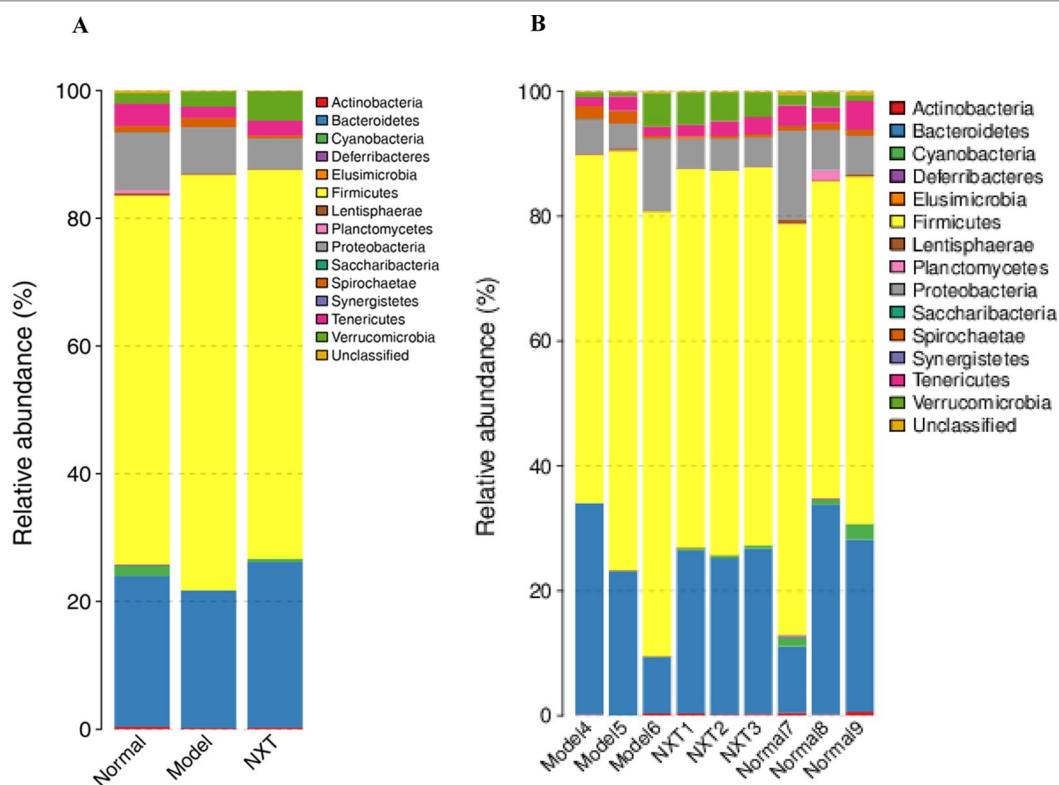 A
Relative abundance (%)
100
80
60
40
20
0
Normal
Model
NXT
Actinobacteria
Bacteroidetes
Cyanobacteria
Deferribacteres
Elusimicrobia
Firmicutes
Lentisphaerae
Planctomycetes
Proteobacteria
Saccharibacteria
Spirochaetae
Synergistetes
Tenericutes
Verrucomicrobia
Unclassified
B
Relative abundance (%)
100
80
60
40
20
0
Model4
Model5
Model6
NXT1
NXT2
NXT3
Normal7
Normal8
Normal9
Actinobacteria
Bacteroidetes
Cyanobacteria
Deferribacteres
Elusimicrobia
Firmicutes
Lentisphaerae
Planctomycetes
Proteobacteria
Saccharibacteria
Spirochaetae
Synergistetes
Tenericutes
Verrucomicrobia
Unclassified